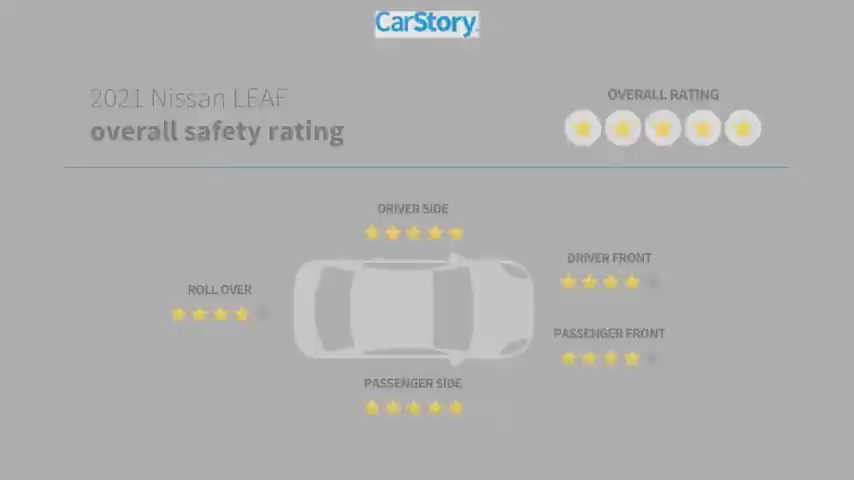 CarStory
2021 Nissan LEAF
overall safety rating
OVERALL RATING
DRIVER SIDE
DRIVER FRONT
ROLL OVER
PASSENGER FRONT
PASSENGER SIDE